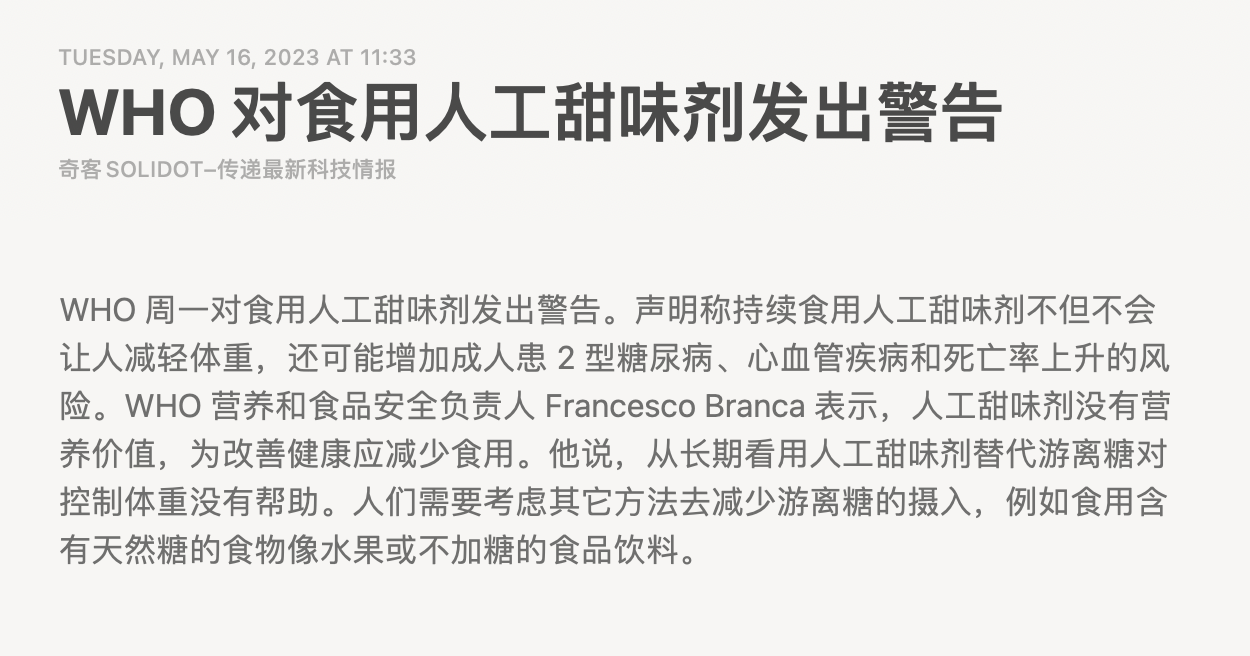 TUESDAY, MAY 16, 2023 AT 11:33
WHO 对食用人工甜味剂发出警告
奇客SOLIDOT–传递最新科技情报
WHO 周一对食用人工甜味剂发出警告。声明称持续食用人工甜味剂不但不会
让人减轻体重，还可能增加成人患 2 型糖尿病、心血管疾病和死亡率上升的风
险。WHO 营养和食品安全负责人 Francesco Branca 表示，人工甜味剂没有营
养价值，为改善健康应减少食用。他说，从长期看用人工甜味剂替代游离糖对
控制体重没有帮助。人们需要考虑其它方法去减少游离糖的摄入，例如食用含
有天然糖的食物像水果或不加糖的食品饮料。